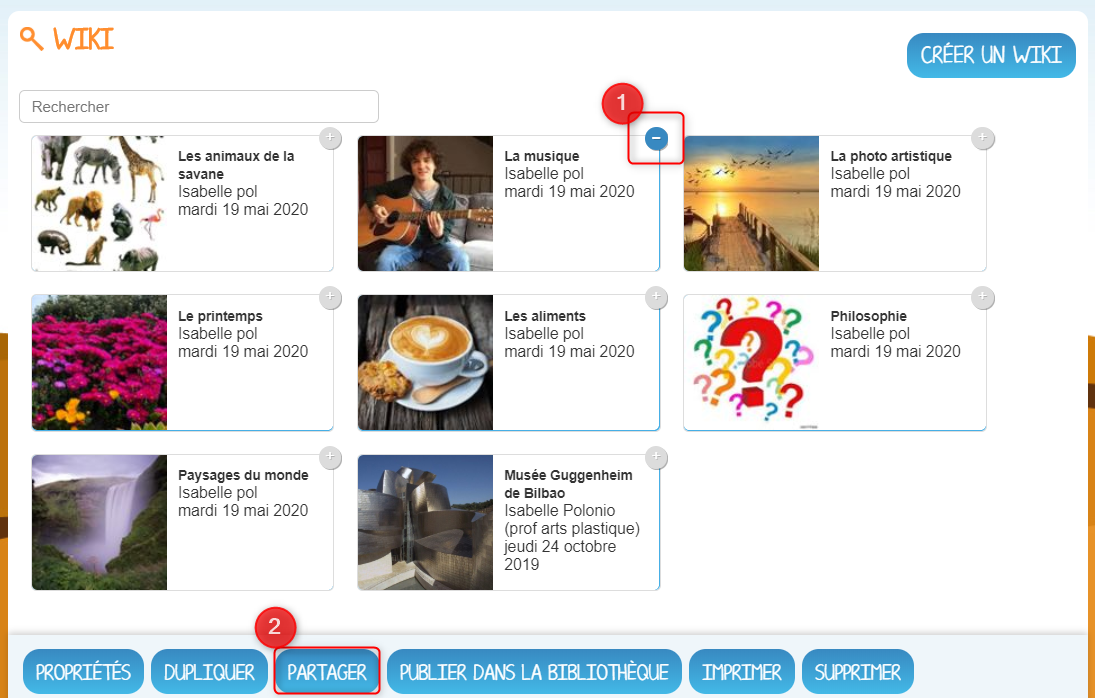 WIKI
CRÉER UN WIKI
Rechercher
1
Les animaux de la
savane
Isabelle pol
mardi 19 mai 2020
+
La musique
Isabelle pol
mardi 19 mai 2020
−
La photo artistique
Isabelle pol
mardi 19 mai 2020
+
Le printemps
Isabelle pol
mardi 19 mai 2020
+
Les aliments
Isabelle pol
mardi 19 mai 2020
+
Philosophie
Isabelle pol
mardi 19 mai 2020
+
Paysages du monde
Isabelle pol
mardi 19 mai 2020
+
Musée Guggenheim
de Bilbao
Isabelle Polonio
(prof arts plastique)
jeudi 24 octobre
2019
+
2
PROPRIÉTÉS
DUPLIQUER
PARTAGER
PUBLIER DANS LA BIBLIOTHÈQUE
IMPRIMER
SUPPRIMER